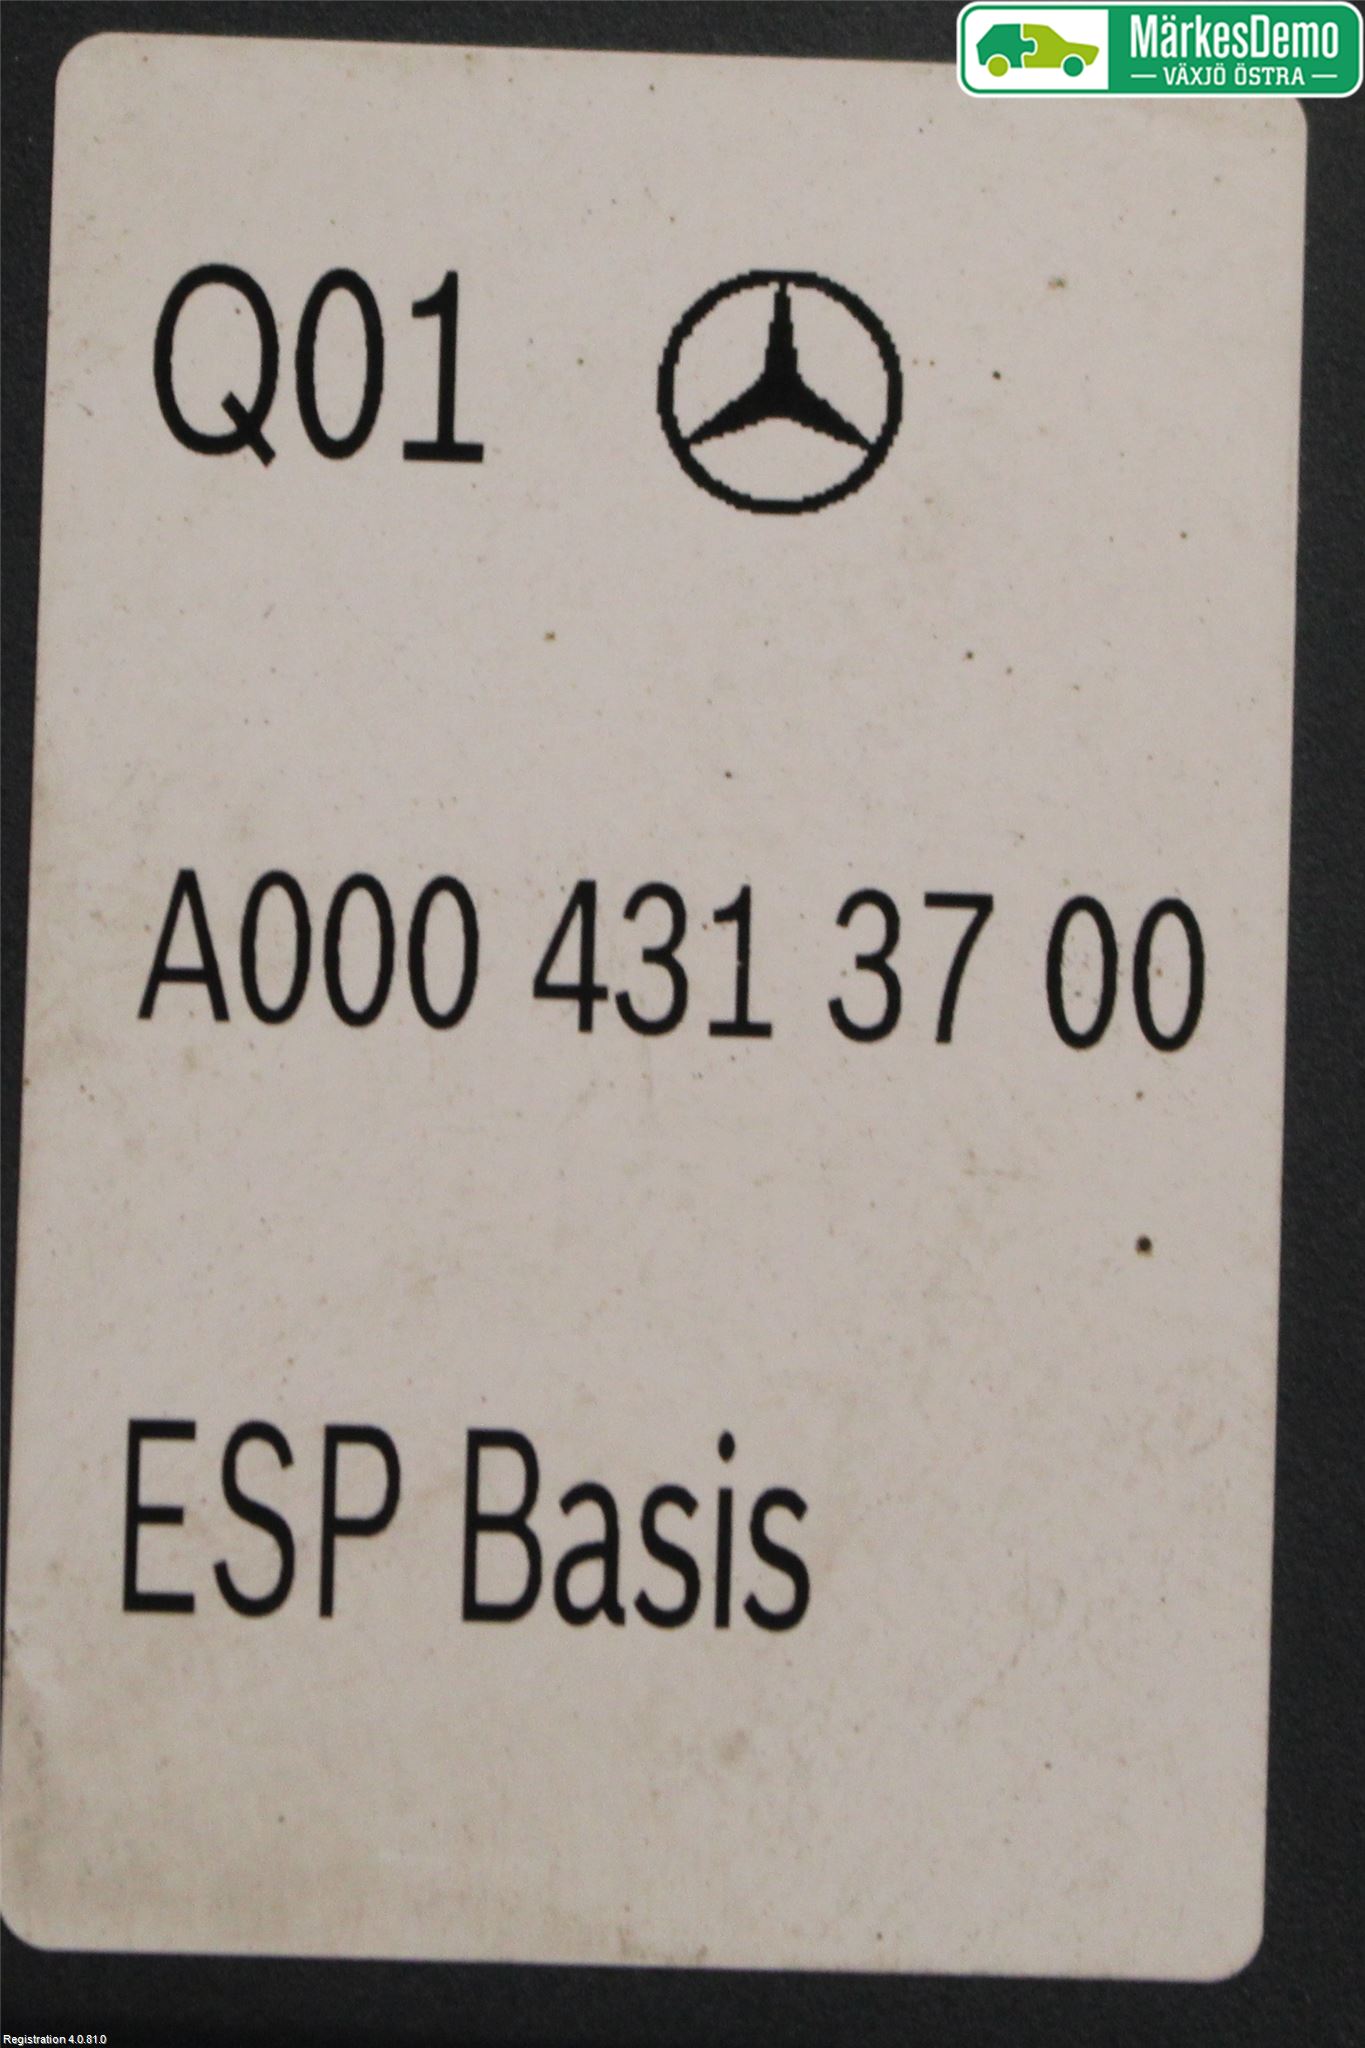 MärkesDemo
VÄXJÖ ÖSTRA
Q01
A000 431 37 00
ESP Basis
Registration 4.0.81.0